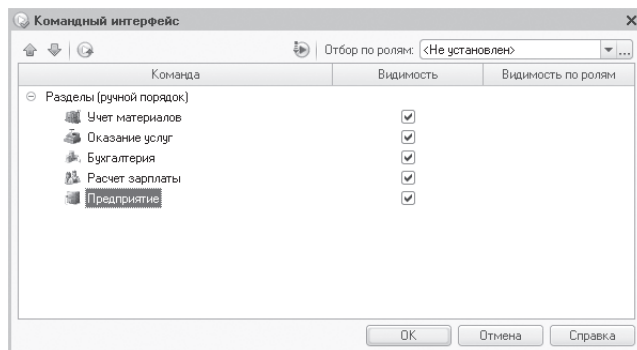 Командный интерфейс
Отбор по ролям: <Не установлен>
Команда Видимость Видимость по ролям
Разделы (ручной порядок)
Учет материалов
Оказание услуг
Бухгалтерия
Расчет зарплаты
Предприятие
OK Отмена Справка